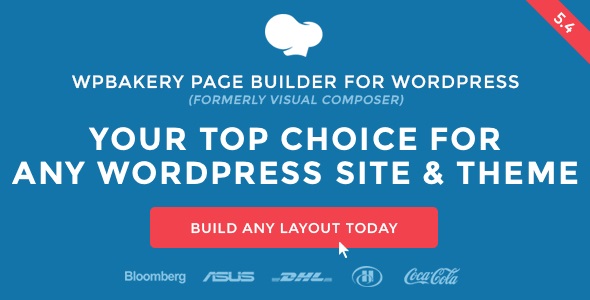 5.4
WPBAKERY PAGE BUILDER FOR WORDPRESS
(FORMERLY VISUAL COMPOSER)
YOUR TOP CHOICE FOR
ANY WORDPRESS SITE & THEME
BUILD ANY LAYOUT TODAY
Bloomberg ASUS DHL H Coca-Cola